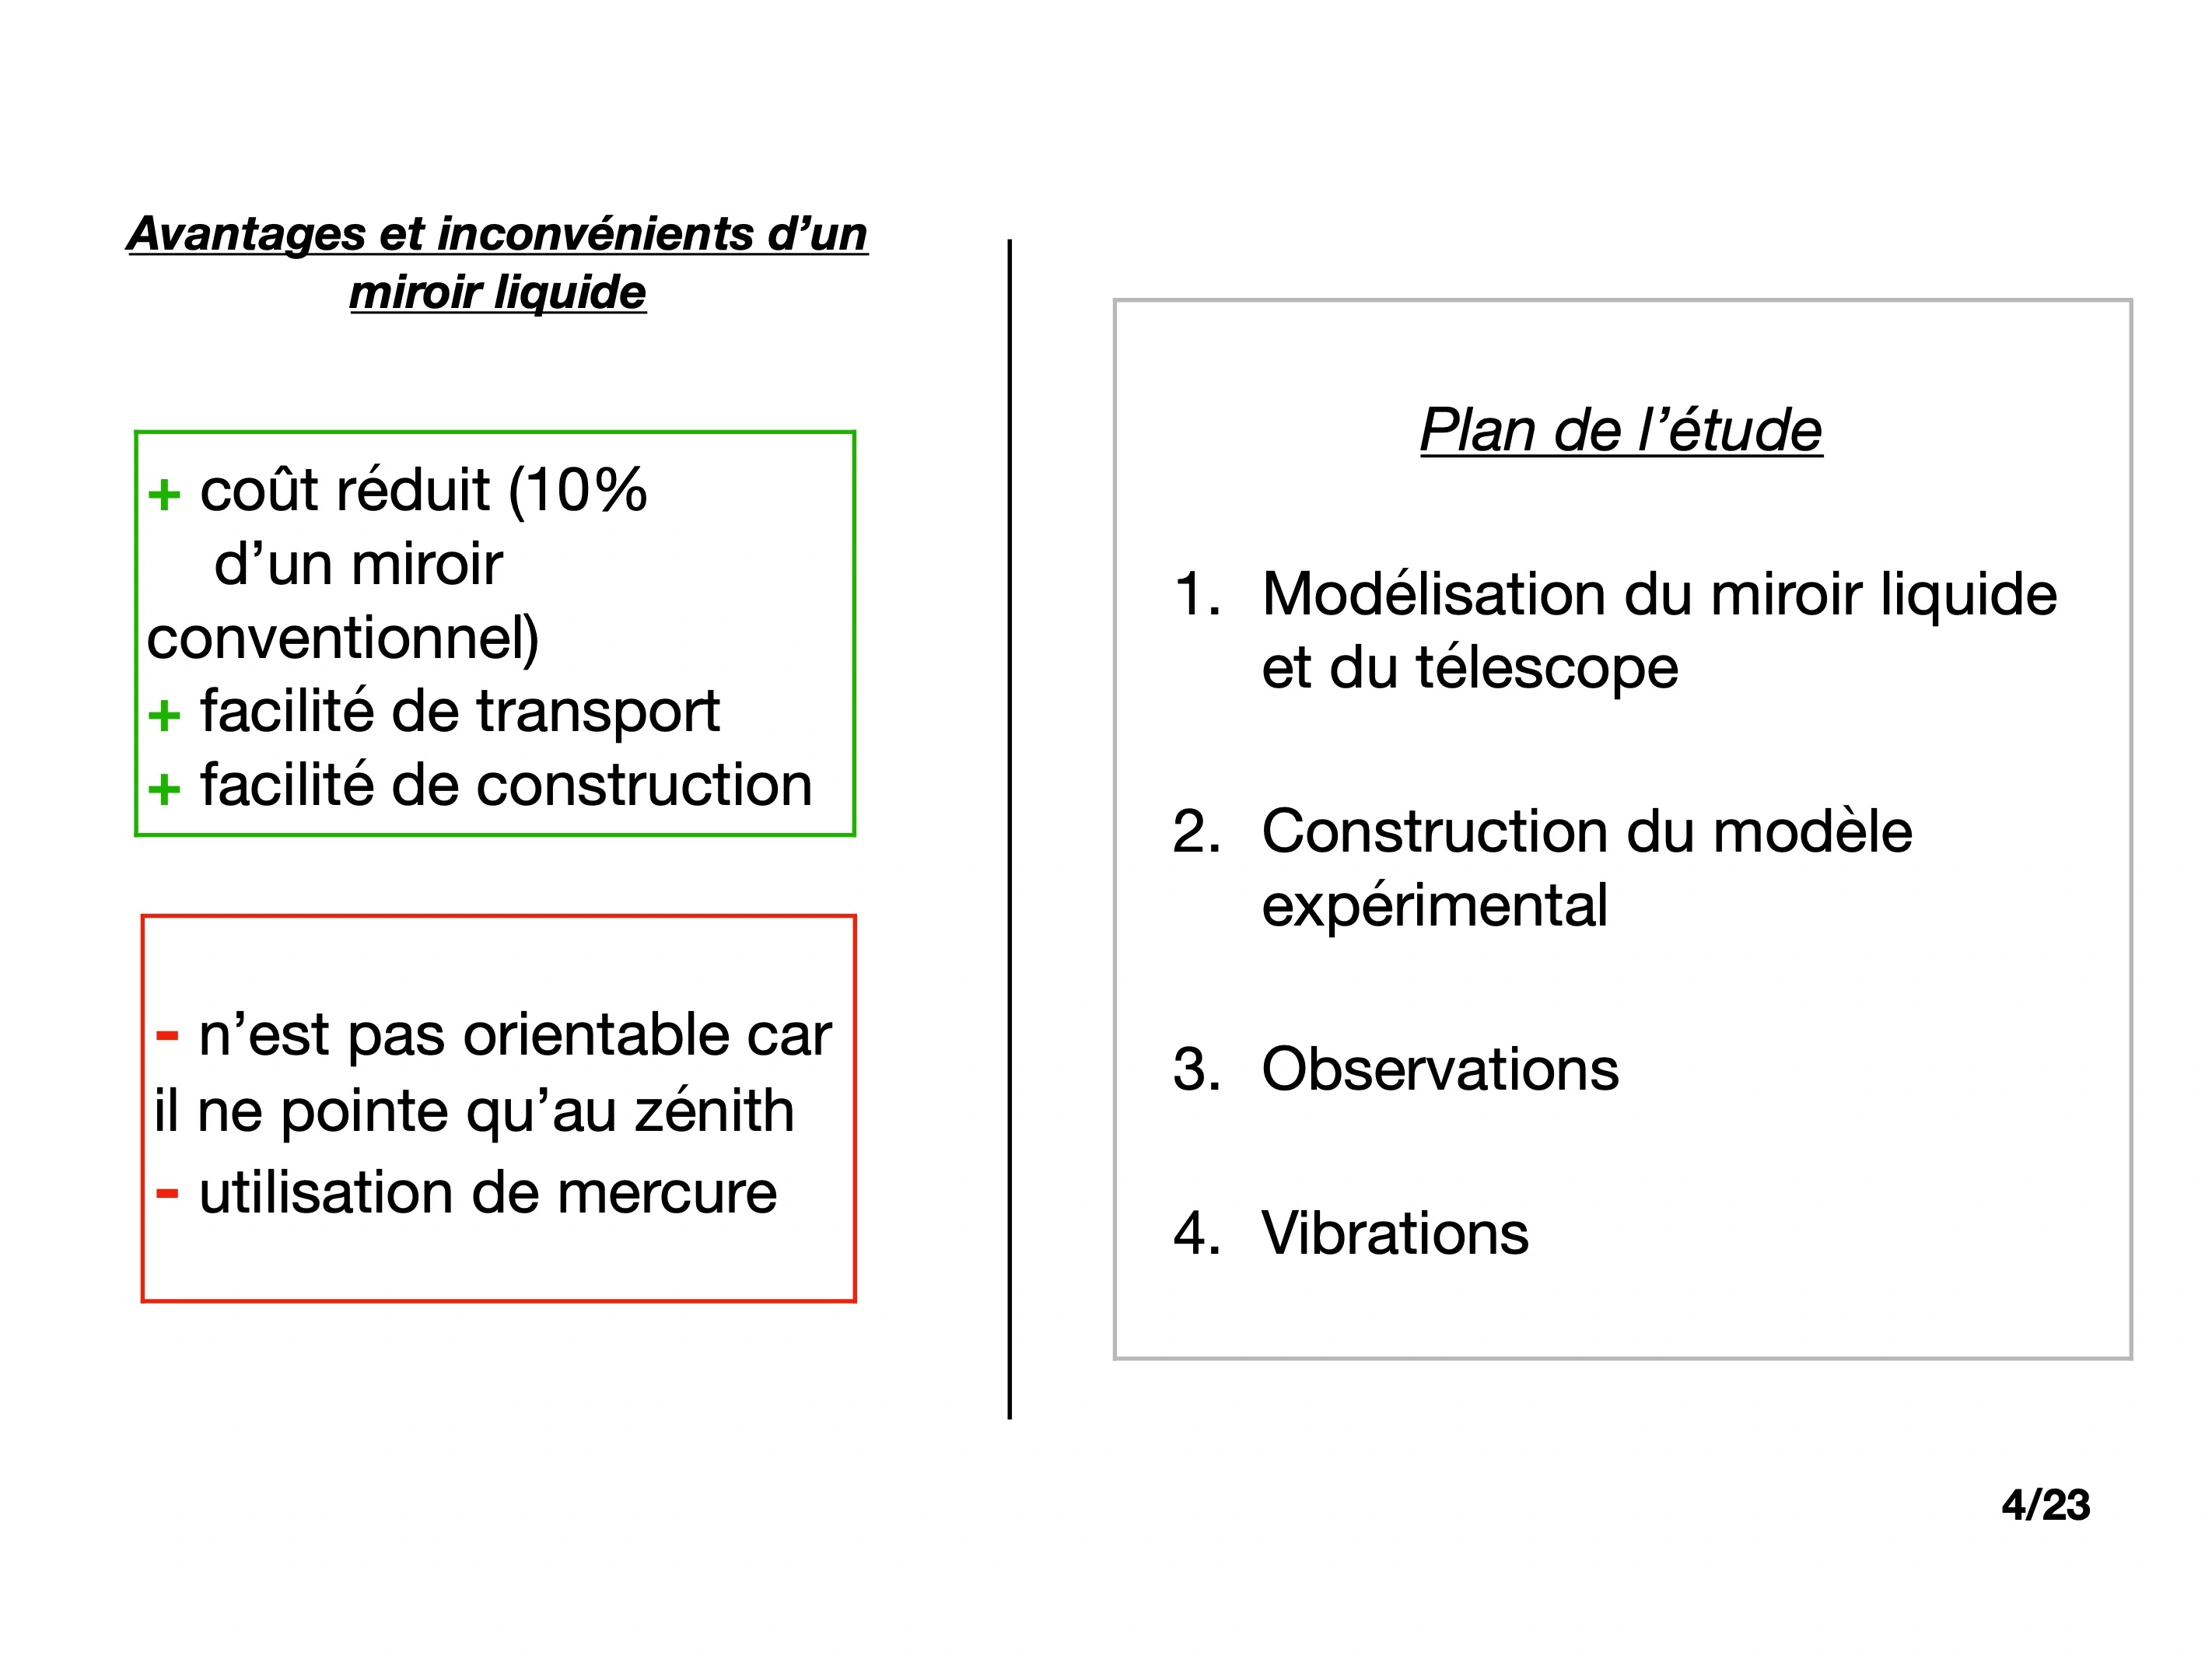 Avantages et inconvénients d’un
miroir liquide
+ coût réduit (10%
d’un miroir
conventionnel)
+ facilité de transport
+ facilité de construction
- n’est pas orientable car
il ne pointe qu’au zénith
- utilisation de mercure
Plan de l’étude
1. Modélisation du miroir liquide
et du télescope
2. Construction du modèle
expérimental
3. Observations
4. Vibrations
4/23